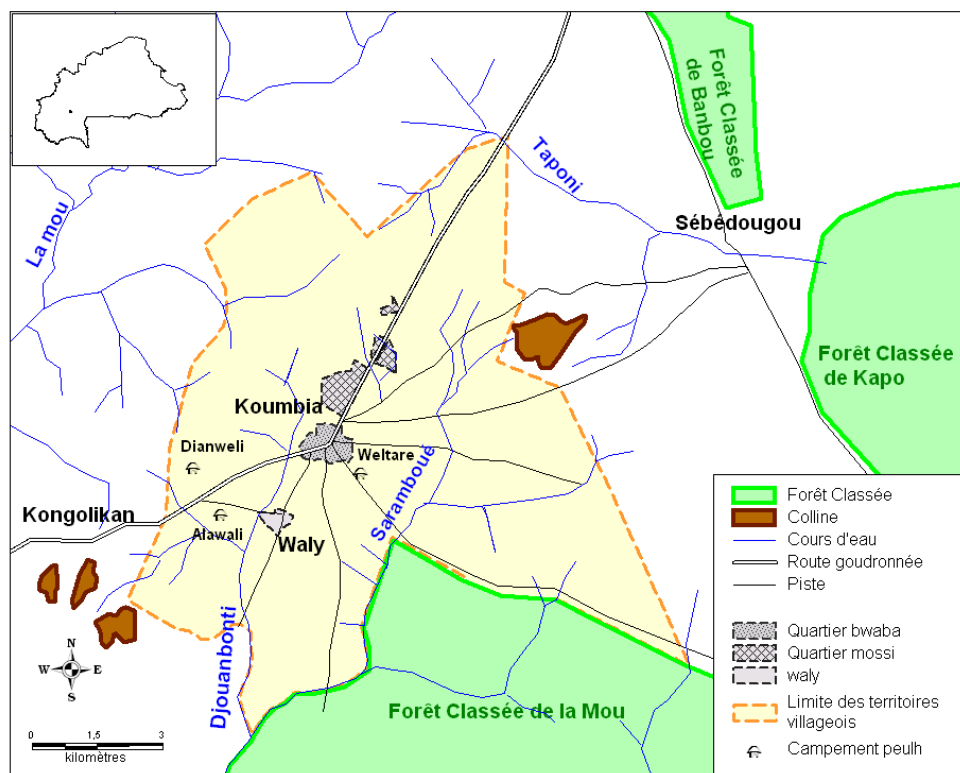 Forêt Classée
de Banbou
Taponi
La mou
Sébédougou
Forêt Classée
de Kapo
Koumbia
Dianweli
Weltare
Saramboué
Kongolikan
Alawali
Waly
Djouanbonti
Forêt Classée de la Mou
N
W
E
S
0
1,5
3
kilomètres
Forêt Classée
Colline
Cours d'eau
Route goudronnée
Piste
Quartier bwaba
Quartier mossi
waly
Limite des territoires
villageois
Campement peulh